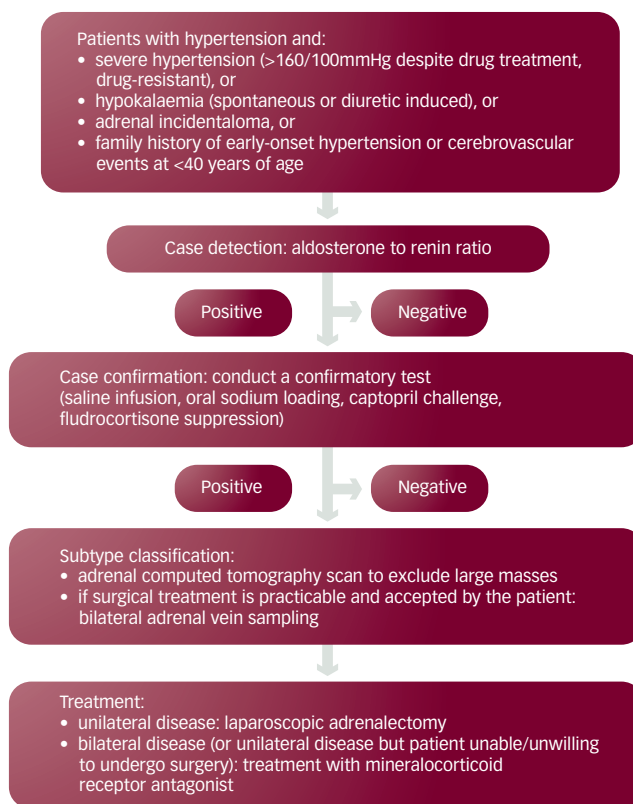 Patients with hypertension and:
• severe hypertension (>160/100mmHg despite drug treatment,
drug-resistant), or
• hypokalaemia (spontaneous or diuretic induced), or
• adrenal incidentaloma, or
• family history of early-onset hypertension or cerebrovascular
events at <40 years of age
Case detection: aldosterone to renin ratio
Positive
Negative
Case confirmation: conduct a confirmatory test
(saline infusion, oral sodium loading, captopril challenge,
fludrocortisone suppression)
Positive
Negative
Subtype classification:
• adrenal computed tomography scan to exclude large masses
• if surgical treatment is practicable and accepted by the patient:
bilateral adrenal vein sampling
Treatment:
• unilateral disease: laparoscopic adrenalectomy
• bilateral disease (or unilateral disease but patient unable/unwilling
to undergo surgery): treatment with mineralocorticoid
receptor antagonist